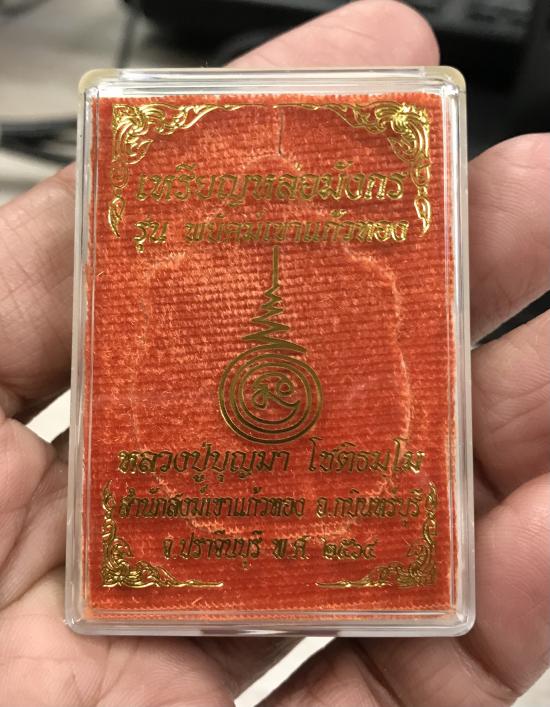 เหรียญหล่อมังกร
รุ่น พยัคฆ์เขาแก้วทอง
หลวงปู่บุญมา โชติธมฺโม
สำนักสงฆ์เขาแก้วทอง อ.กบินทร์บุรี
จ.ปราจีนบุรี พ.ศ. ๒๕๖๔